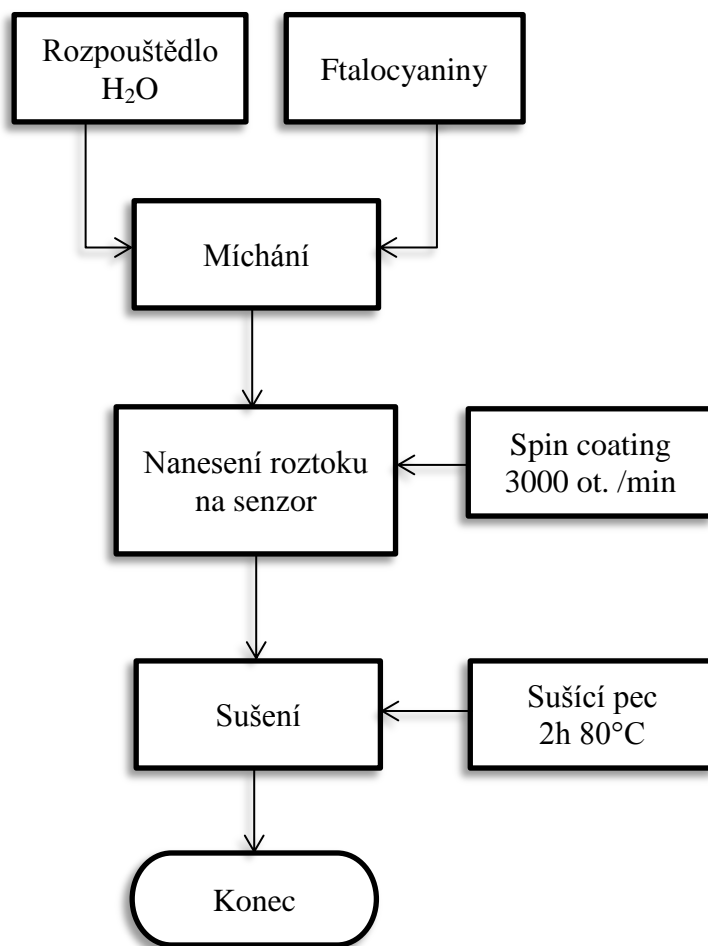 Rozpouštědlo
H₂O
Ftalocyaniny
Míchání
Nanesení roztoku
na senzor
Spin coating
3000 ot. /min
Sušení
Sušící pec
2h 80°C
Konec